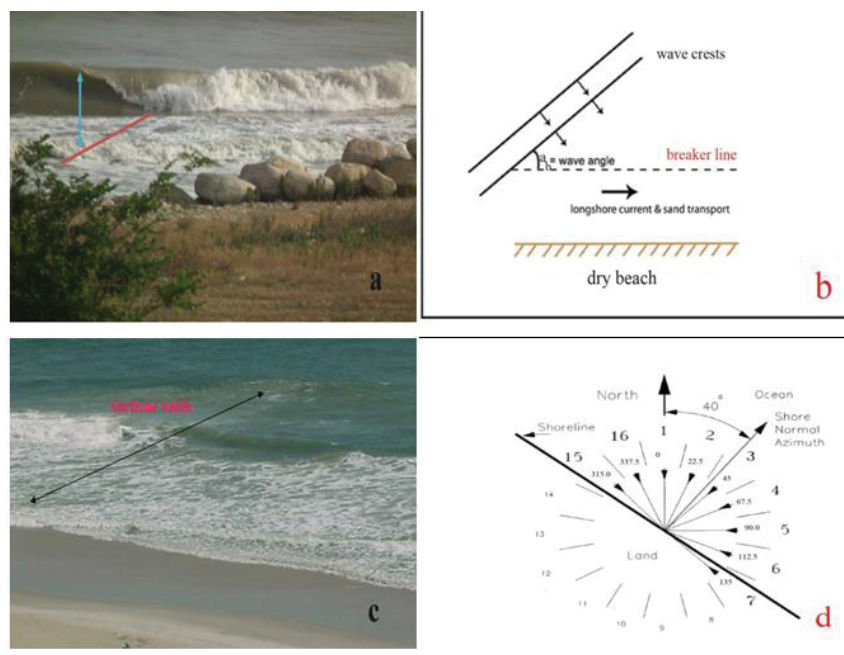 a
wave crests
breaker line
a
b
= wave angle
longshore current & sand transport
dry beach
b
Surfzone width
c
North
40°
Ocean
Shore
Normal
Azimuth
Shoreline
16
1
2
15
3
0
337.5
22.5
315.0
45
14
4
67.5
13
90.0
5
Land
112.5
12
6
135
7
11
10
9
8
d